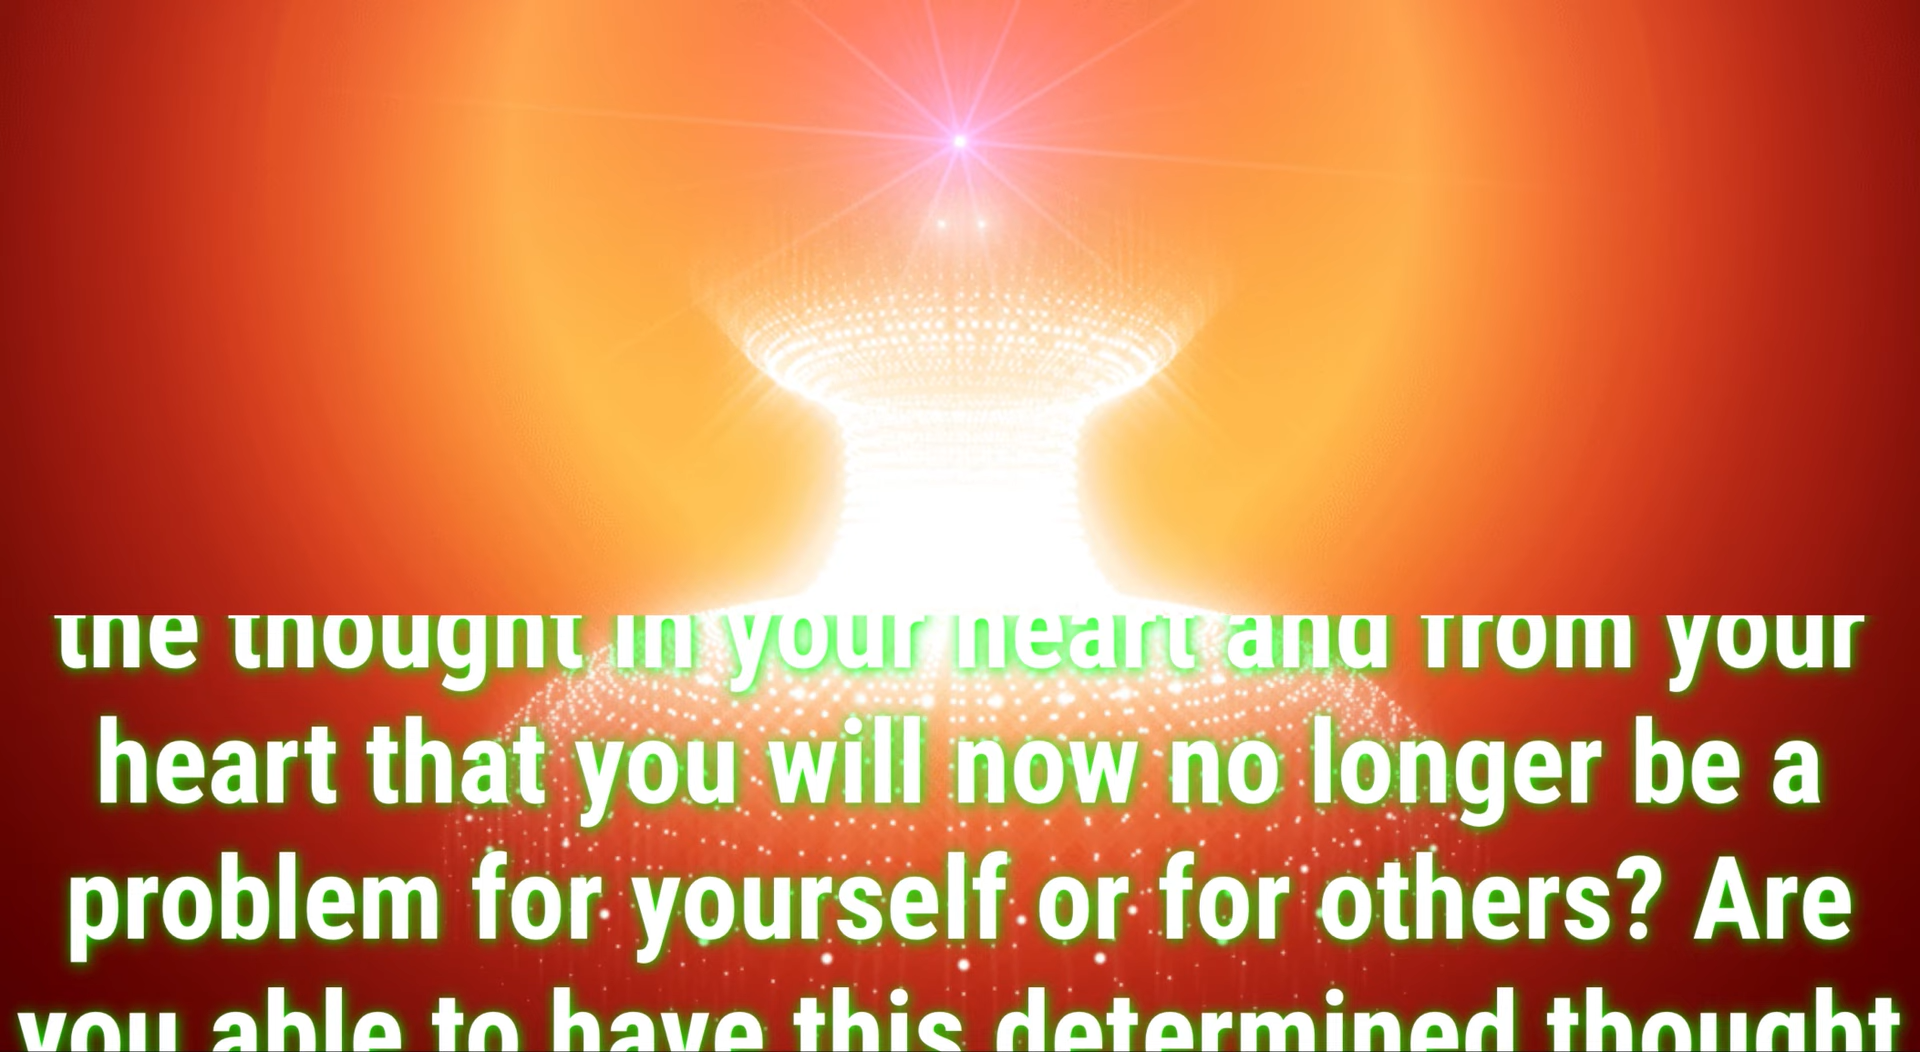 the thought in your heart and from your
heart that you will now no longer be a
problem for yourself or for others? Are
you able to have this determined thought